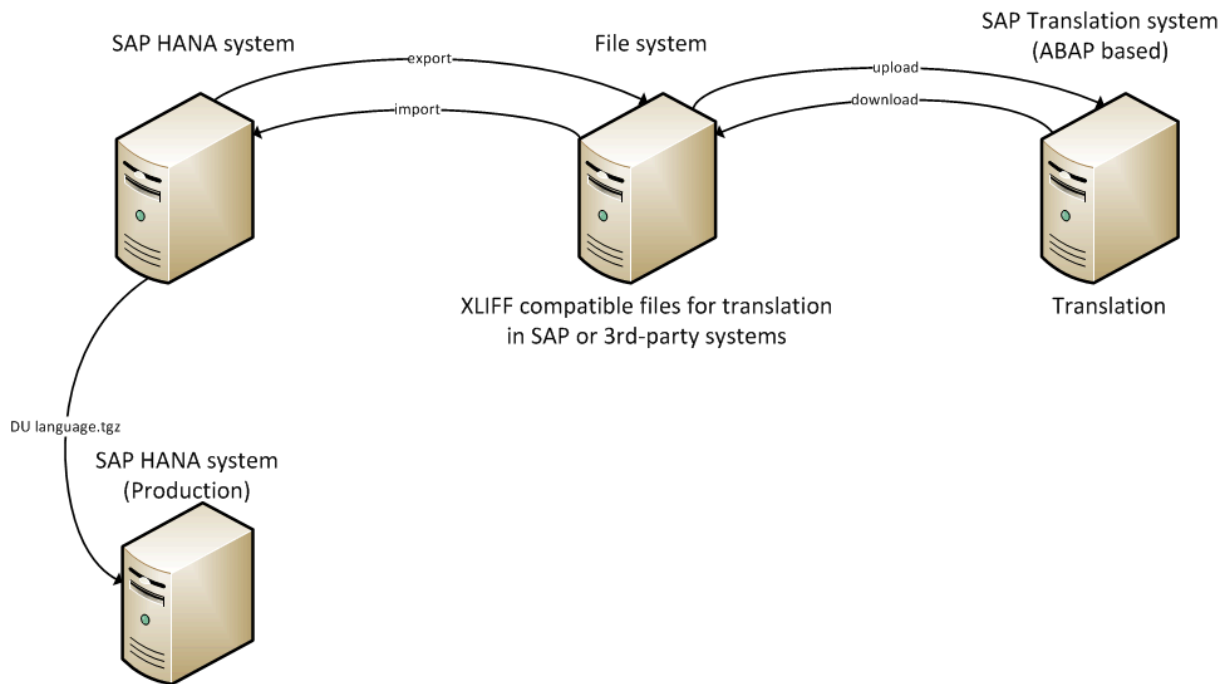 SAP HANA system
File system
SAP Translation system
(ABAP based)
export
import
upload
download
XLIFF compatible files for translation
in SAP or 3rd-party systems
Translation
DU language.tgz
SAP HANA system
(Production)